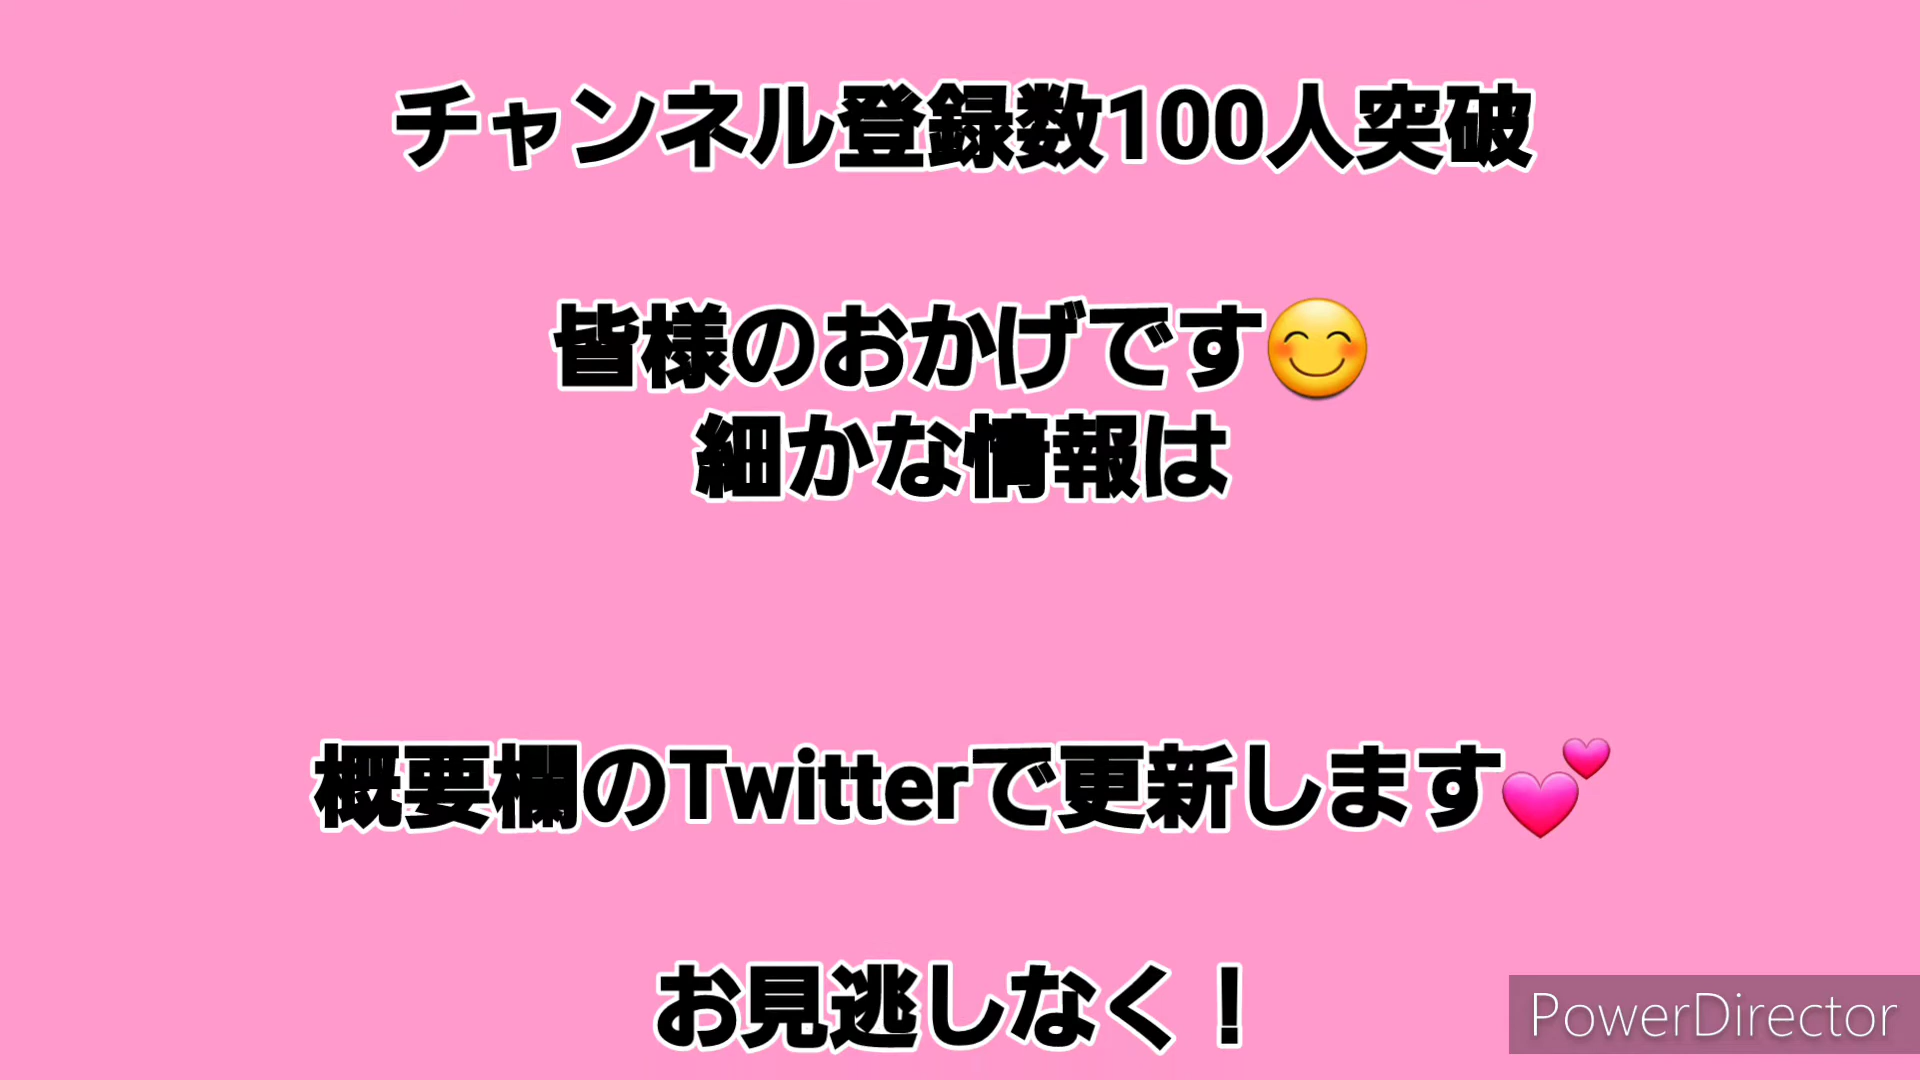 チャンネル登録数100人突破
皆様のおかげです😊
細かな情報は
概要欄のTwitterで更新します💕
お見逃しなく！
PowerDirector